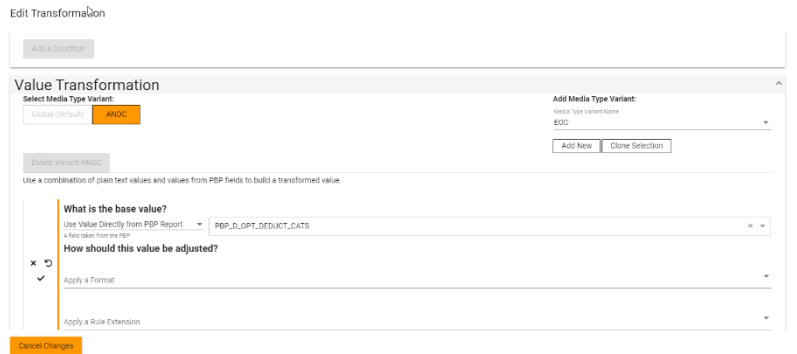 Edit Transformation
Add a Condition
Value Transformation
Select Media Type Variant:
Global (default) ANOC
Add Media Type Variant:
Media Type Variant Name
EOC
Add New Clone Selection
Delete Variant ANOC
Use a combination of plain text values and values from PBP fields to build a transformed value.
What is the base value?
Use Value Directly from PBP Report PBP_D_OPT_DEDUCT_CATS
A field taken from the PBP
How should this value be adjusted?
Apply a Format
Apply a Rule Extension
Cancel Changes